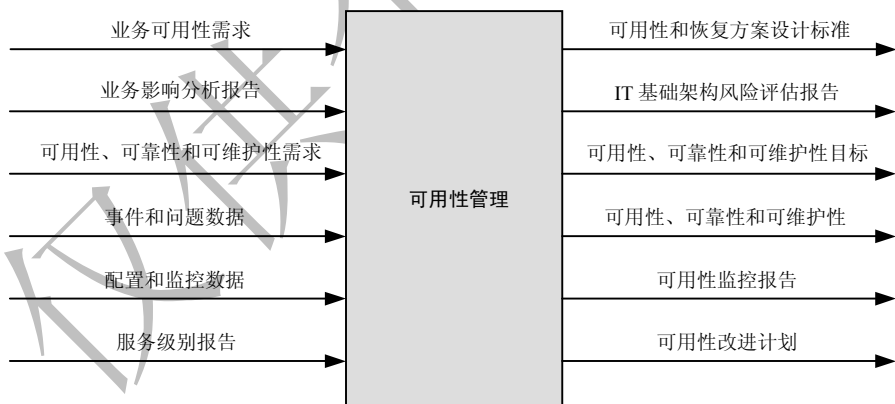 业务可用性需求
可用性和恢复方案设计标准
业务影响分析报告
IT 基础架构风险评估报告
可用性、可靠性和可维护性需求
可用性、可靠性和可维护性目标
可用性管理
事件和问题数据
可用性、可靠性和可维护性
配置和监控数据
可用性监控报告
服务级别报告
可用性改进计划
仅供